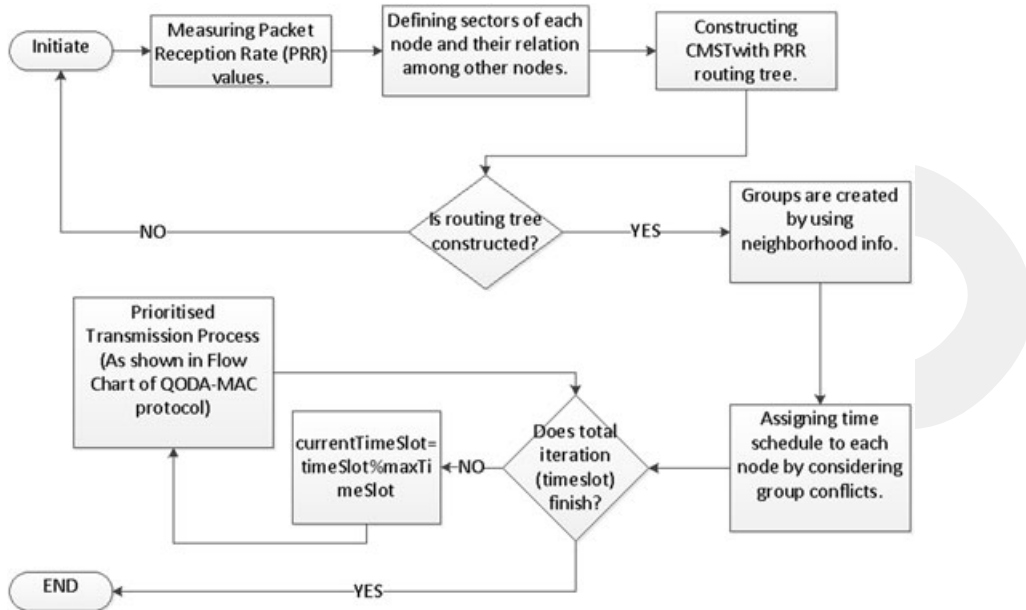 Initiate
Measuring Packet
Reception Rate (PRR)
values.
Defining sectors of each
node and their relation
among other nodes.
Constructing
CMSTwith PRR
routing tree.
Is routing tree
constructed?
NO
YES
Groups are created
by using
neighborhood info.
Prioritised
Transmission Process
(As shown in Flow
Chart of QODA-MAC
protocol)
currentTimeSlot=
timeSlot%maxTi
meSlot
NO
Does total
iteration
(timeslot)
finish?
Assigning time
schedule to each
node by considering
group conflicts.
YES
END